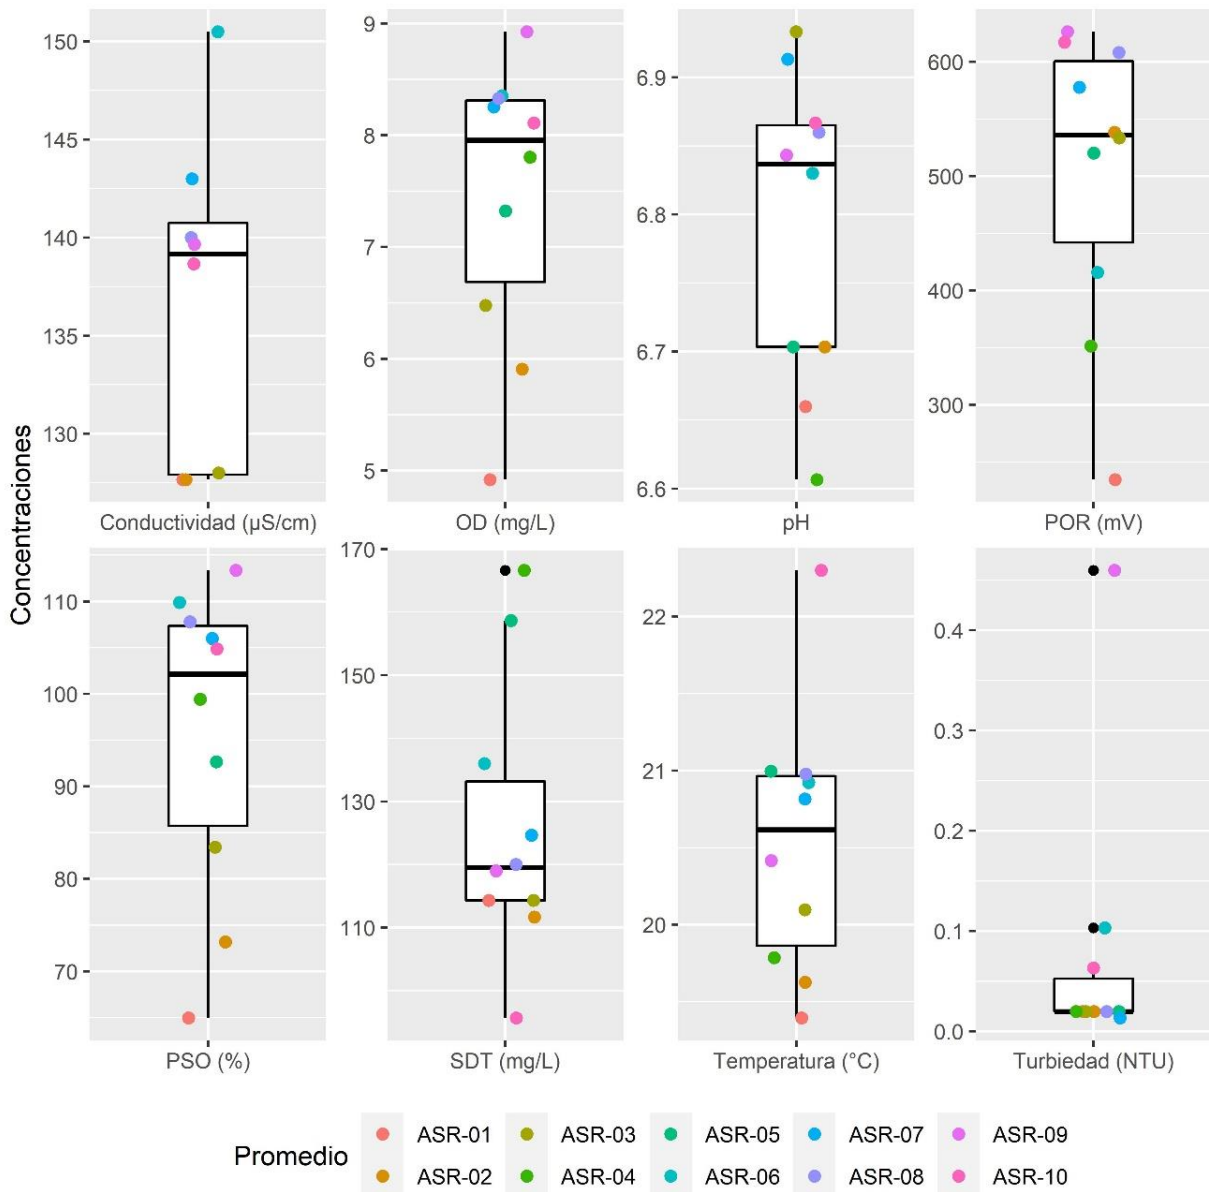 Concentraciones
150
145
140
135
130
Conductividad (µS/cm)
9
8
7
6
5
OD (mg/L)
6.9
6.8
6.7
6.6
pH
600
500
400
300
POR (mV)
110
100
90
80
70
PSO (%)
170
150
130
110
SDT (mg/L)
22
21
20
Temperatura (°C)
0.4
0.3
0.2
0.1
0.0
Turbiedad (NTU)
Promedio
ASR-01 ASR-03 ASR-05 ASR-07 ASR-09
ASR-02 ASR-04 ASR-06 ASR-08 ASR-10